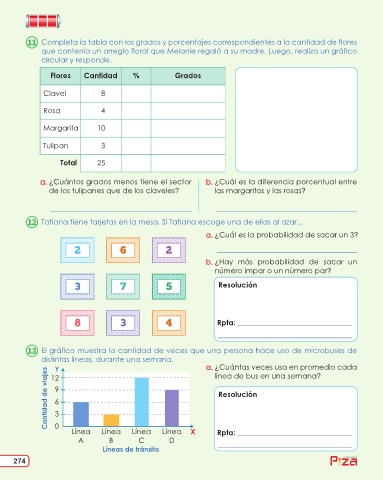 11 Completa la tabla con los grados y porcentajes correspondientes a la cantidad de flores
que contenía un arreglo floral que Melanie regaló a su madre. Luego, realiza un gráfico
circular y responde.
Flores Cantidad % Grados
Clavel 8
Rosa 4
Margarita 10
Tulipan 3
Total 25
a. ¿Cuántos grados menos tiene el sector
de los tulipanes que de los claveles?
b. ¿Cuál es la diferencia porcentual entre
las margaritas y las rosas?
12 Tatiana tiene tarjetas en la mesa. Si Tatiana escoge una de ellas al azar...
2 6 2
3 7 5
8 3 4
a. ¿Cuál es la probabilidad de sacar un 3?
b. ¿Hay más probabilidad de sacar un
número impar o un número par?
Resolución
Rpta:
13 El gráfico muestra la cantidad de veces que una persona hace uso de microbuses de
distintas líneas, durante una semana.
Cantidad de viajes
Y
12
9
6
3
0
Línea Línea Línea Línea X
A B C D
Líneas de tránsito
a. ¿Cuántas veces usa en promedio cada
línea de bus en una semana?
Resolución
Rpta:
274
P:za